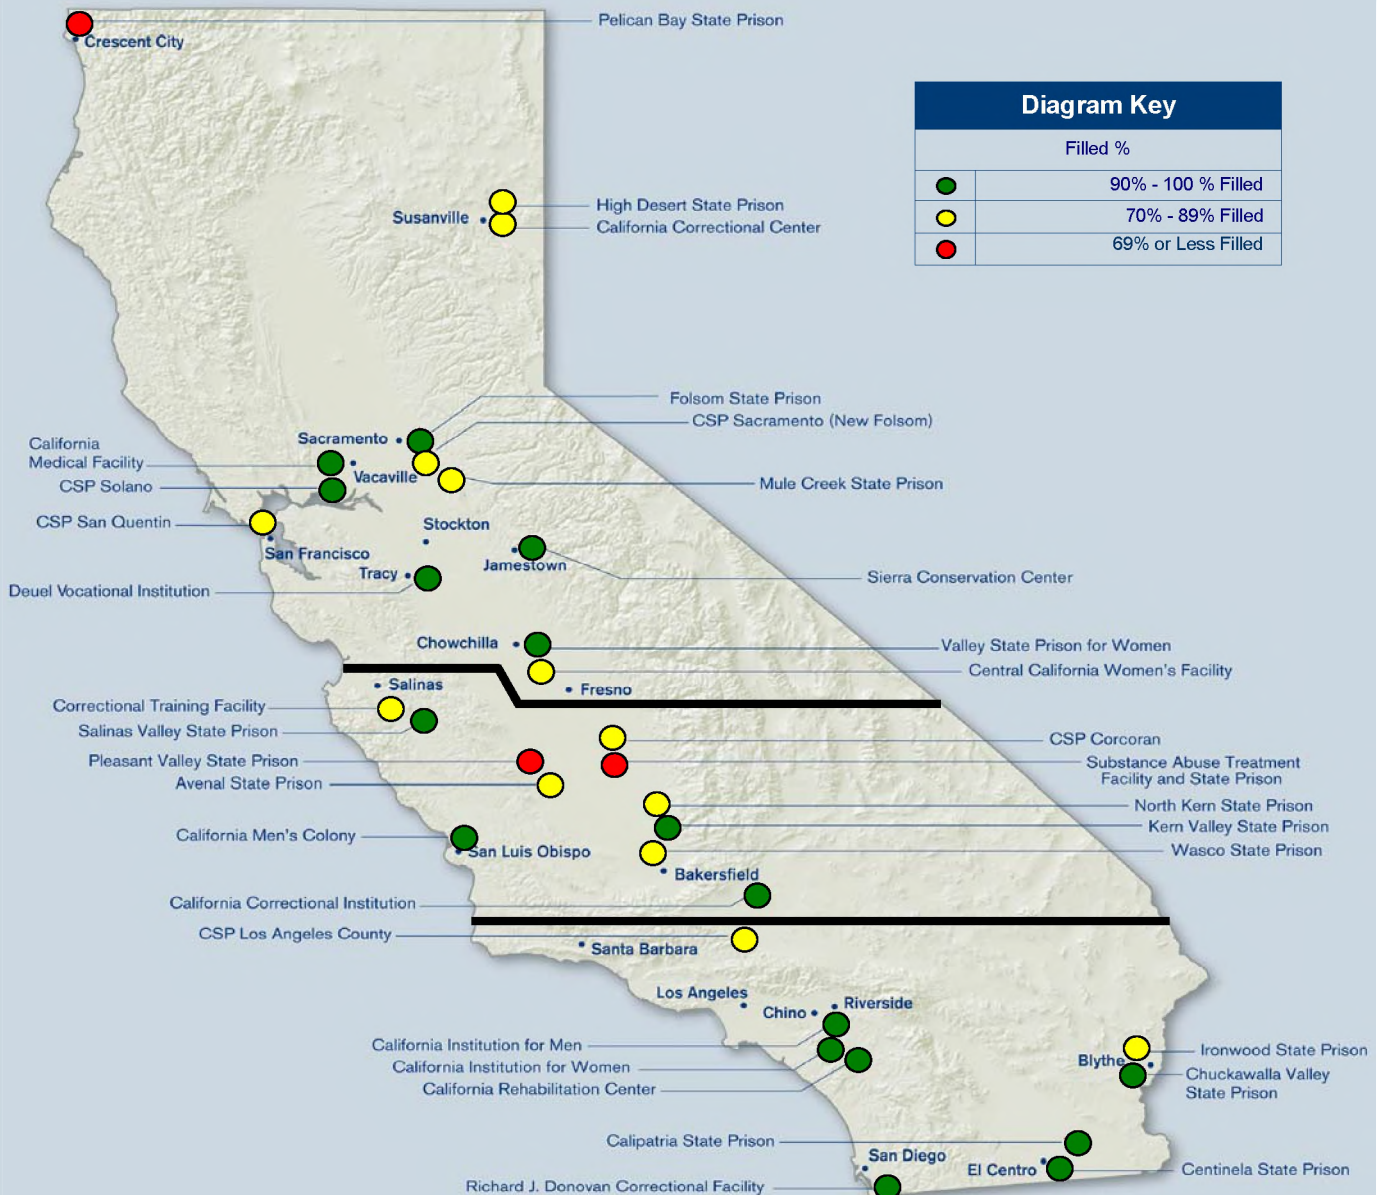 Pelican Bay State Prison
Crescent City
Diagram Key
Filled %
90% - 100 % Filled
70% - 89% Filled
69% or Less Filled
High Desert State Prison
Susanville
California Correctional Center
Folsom State Prison
CSP Sacramento (New Folsom)
Sacramento
California
Medical Facility
Vacaville
CSP Solano
Mule Creek State Prison
CSP San Quentin
Stockton
San Francisco
Jamestown
Tracy
Sierra Conservation Center
Deuel Vocational Institution
Chowchilla
Valley State Prison for Women
Central California Women's Facility
Salinas
Fresno
Correctional Training Facility
Salinas Valley State Prison
CSP Corcoran
Pleasant Valley State Prison
Substance Abuse Treatment
Facility and State Prison
Avenal State Prison
North Kern State Prison
Kern Valley State Prison
California Men's Colony
San Luis Obispo
Wasco State Prison
Bakersfield
California Correctional Institution
CSP Los Angeles County
Santa Barbara
Los Angeles
Riverside
Chino
California Institution for Men
Ironwood State Prison
Blythe
California Institution for Women
Chuckawalla Valley
State Prison
California Rehabilitation Center
Calipatria State Prison
San Diego
El Centro
Centinela State Prison
Richard J. Donovan Correctional Facility